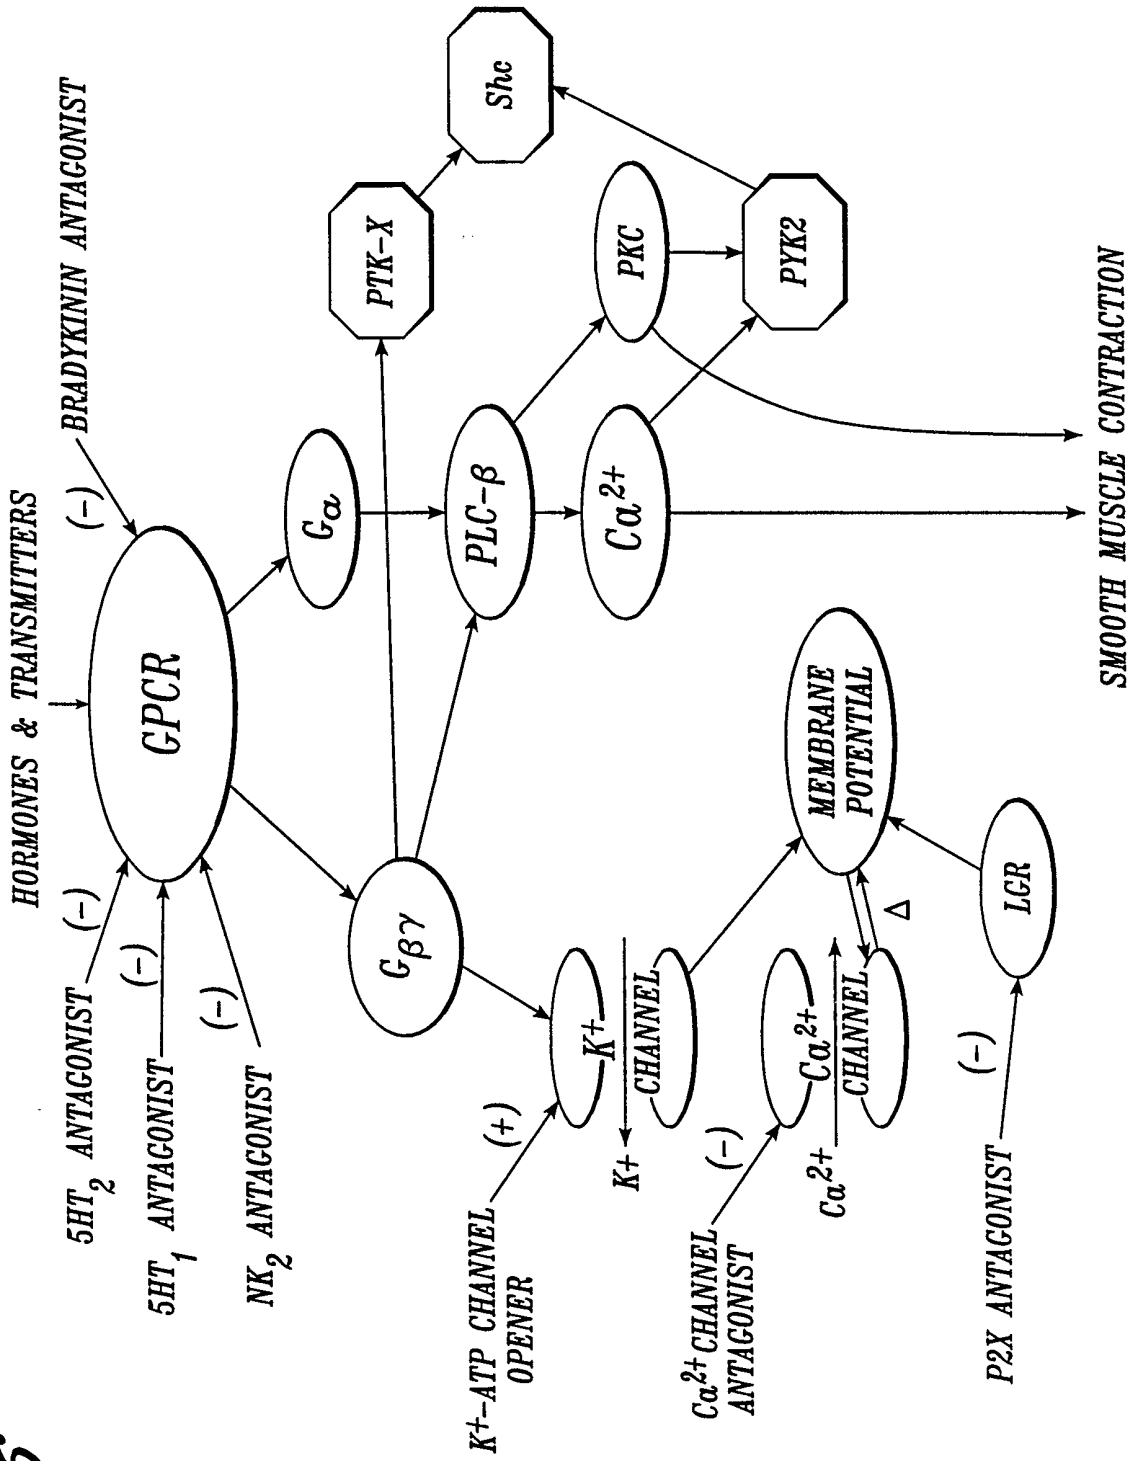 HORMONES & TRANSMITTERS
5HT2 ANTAGONIST
(-)
(-)
BRADYKININ ANTAGONIST
5HT1 ANTAGONIST
(-)
GPCR
NK2 ANTAGONIST
(-)
Gα
Gβγ
PTK-X
Shc
K+-ATP CHANNEL
OPENER
(+)
PLC-β
K+
CHANNEL
K+
Ca2+
PKC
Ca2+ CHANNEL
ANTAGONIST
(-)
Ca2+
CHANNEL
Ca2+
Δ
MEMBRANE
POTENTIAL
PYK2
P2X ANTAGONIST
(-)
LGR
SMOOTH MUSCLE CONTRACTION